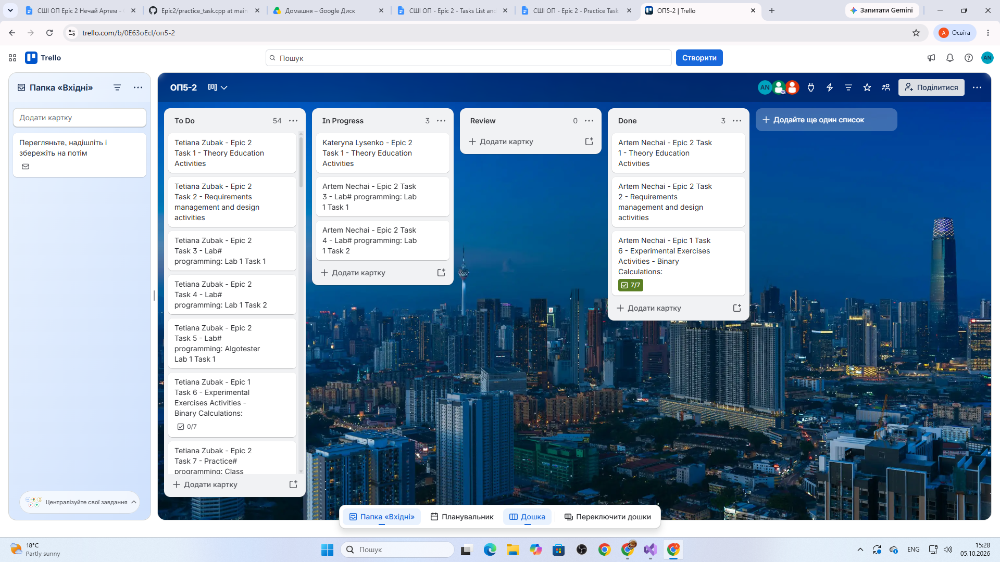 СШІ ОП Epic 2 Нечай Артем -
Epic2/practice_task.cpp at main
Домашня – Google Диск
СШІ ОП - Epic 2 - Tasks List and
СШІ ОП - Epic 2 - Practice Task
ОП5-2 | Trello
Запитати Gemini
trello.com/b/0E63oEcl/оп5-2
A
Освіта
Trello
Пошук
Створити
AN
Папка «Вхідні»
Додати картку
Перегляньте, надішліть і
збережіть на потім
Централізуйте свої завдання
ОП5-2
AN
Поділитися
To Do
54
Tetiana Zubak - Epic 2
Task 1 - Theory Education
Activities
Tetiana Zubak - Epic 2
Task 2 - Requirements
management and design
activities
Tetiana Zubak - Epic 2
Task 3 - Lab#
programming: Lab 1 Task 1
Tetiana Zubak - Epic 2
Task 4 - Lab#
programming: Lab 1 Task 2
Tetiana Zubak - Epic 2
Task 5 - Lab#
programming: Algotester
Lab 1 Task 1
Tetiana Zubak - Epic 1
Task 6 - Experimental
Exercises Activities -
Binary Calculations:
0/7
Tetiana Zubak - Epic 2
Task 7 - Practice#
programming: Class
Додати картку
In Progress
3
Kateryna Lysenko - Epic 2
Task 1 - Theory Education
Activities
Artem Nechai - Epic 2 Task
3 - Lab# programming: Lab
1 Task 1
Artem Nechai - Epic 2 Task
4 - Lab# programming: Lab
1 Task 2
Додати картку
Review
0
Додати картку
Done
3
Artem Nechai - Epic 2 Task
1 - Theory Education
Activities
Artem Nechai - Epic 2 Task
2 - Requirements
management and design
activities
Artem Nechai - Epic 1 Task
6 - Experimental Exercises
Activities - Binary
Calculations:
7/7
Додати картку
Додайте ще один список
Папка «Вхідні»
Планувальник
Дошка
Переключити дошки
18°C
Partly sunny
Пошук
ENG
15:28
05.10.2026